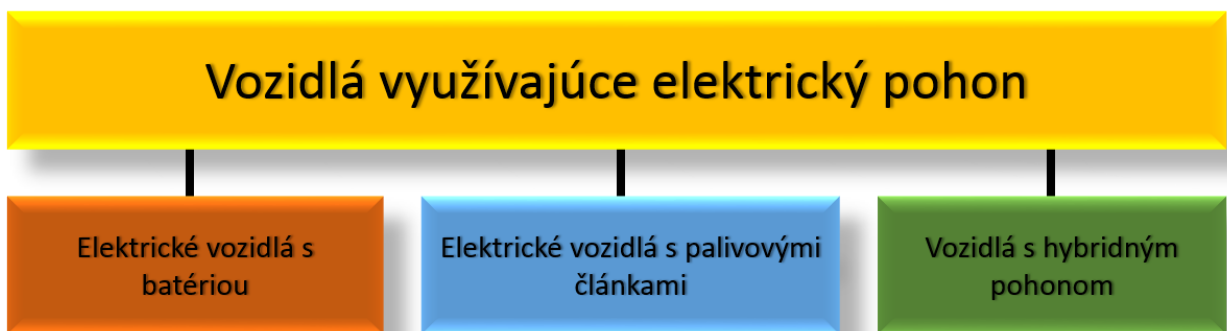 Vozidlá využívajúce elektrický pohon
Elektrické vozidlá s
batériou
Elektrické vozidlá s palivovými
článkami
Vozidlá s hybridným
pohonom